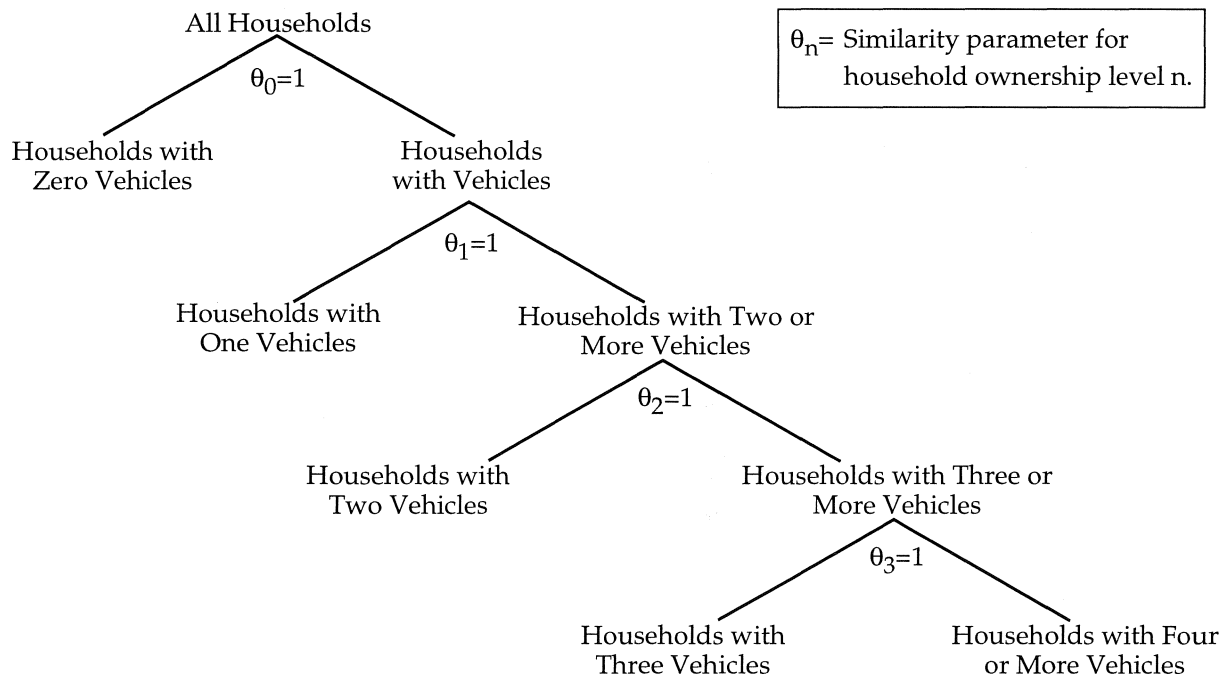 All Households
θ0=1
θn= Similarity parameter for
household ownership level n.
Households with
Zero Vehicles
Households
with Vehicles
θ1=1
Households with
One Vehicles
Households with Two or
More Vehicles
θ2=1
Households with
Two Vehicles
Households with Three or
More Vehicles
θ3=1
Households with
Three Vehicles
Households with Four
or More Vehicles